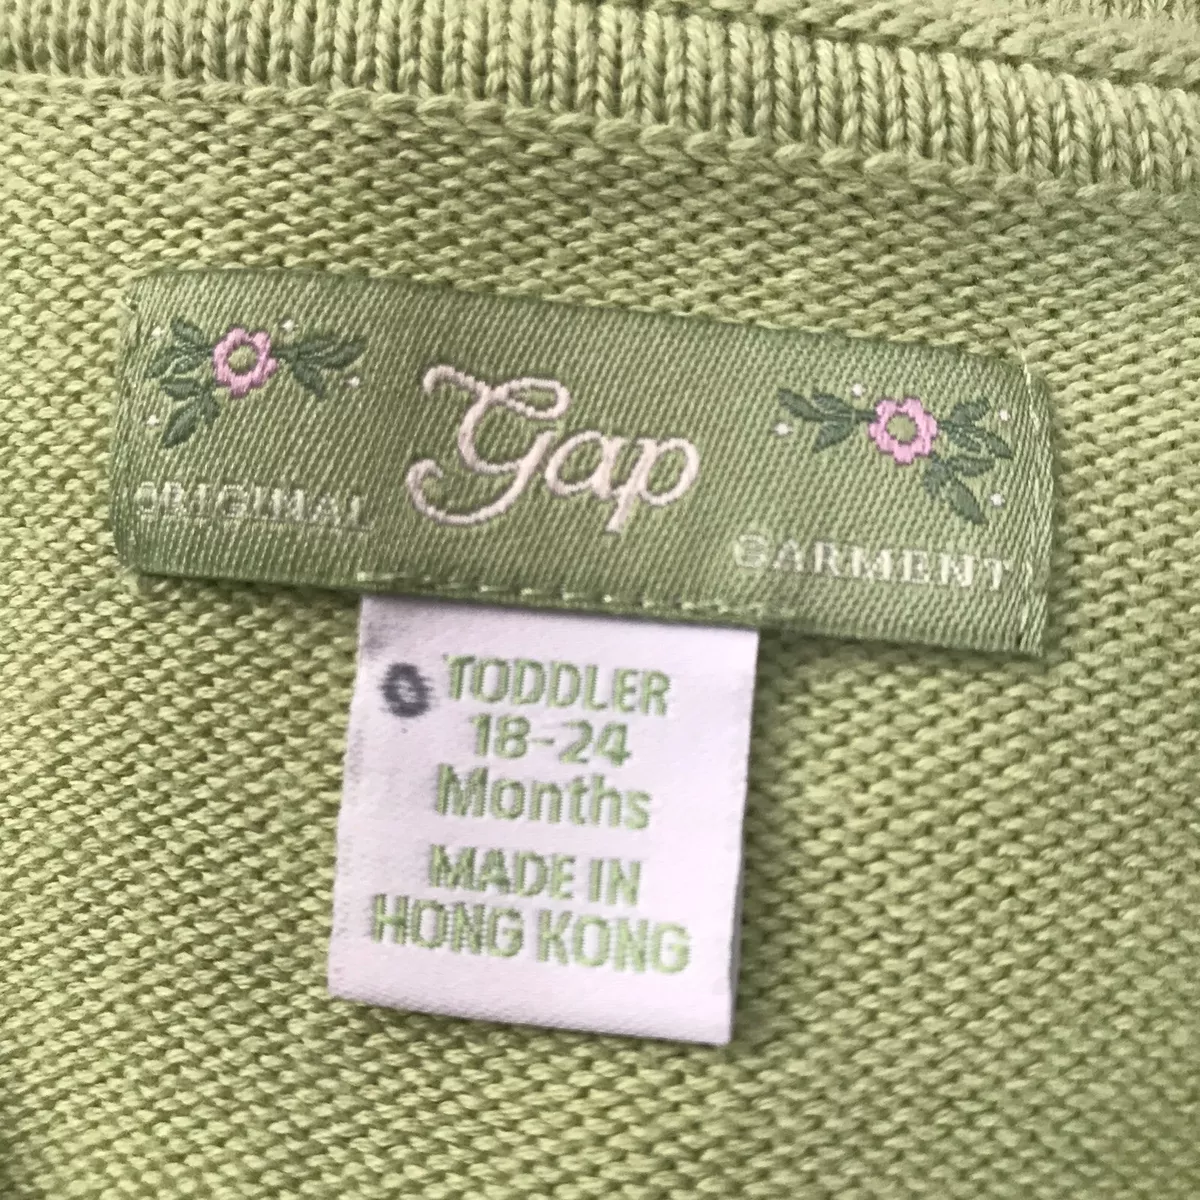 Gap
ORIGINAL
GARMENT
TODDLER
18-24
Months
MADE IN
HONG KONG